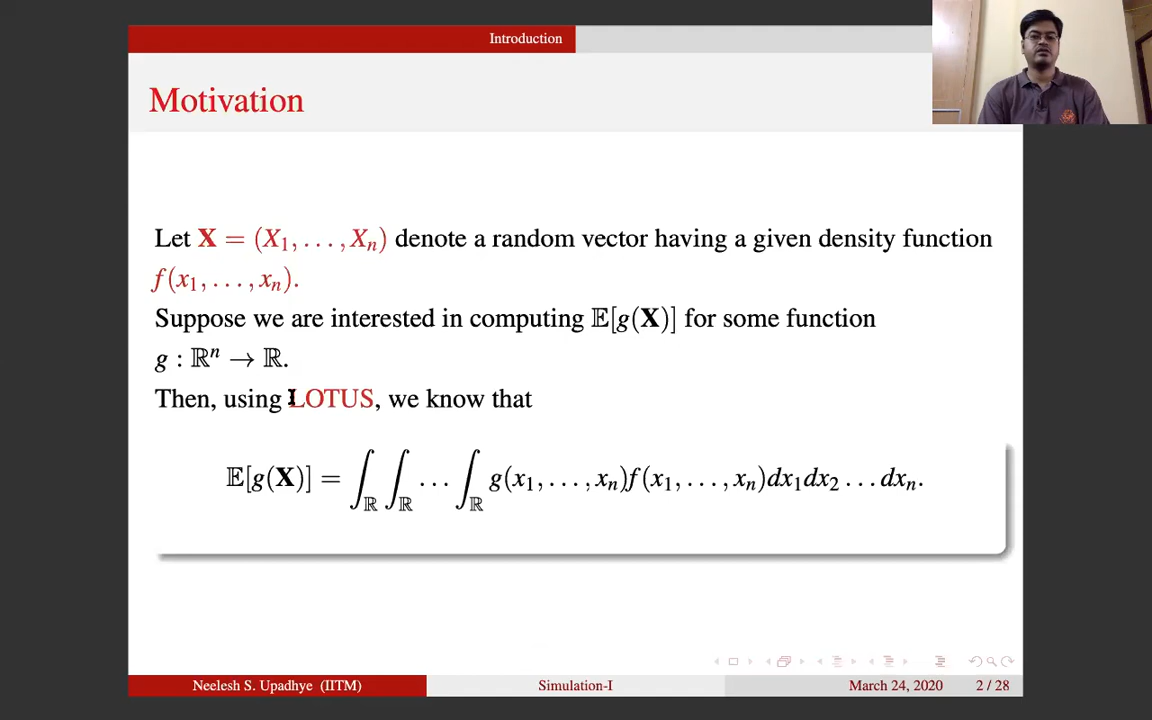 Introduction
Motivation
Let X = (X₁, . . . , Xₙ) denote a random vector having a given density function
f(x₁, . . . , xₙ).
Suppose we are interested in computing 𝔼[g(X)] for some function
g : ℝⁿ → ℝ.
Then, using LOTUS, we know that
𝔼[g(X)] = ∫_ℝ ∫_ℝ . . . ∫_ℝ g(x₁, . . . , xₙ)f(x₁, . . . , xₙ)dx₁dx₂ . . . dxₙ.
Neelesh S. Upadhye (IITM) Simulation-I March 24, 2020 2 / 28